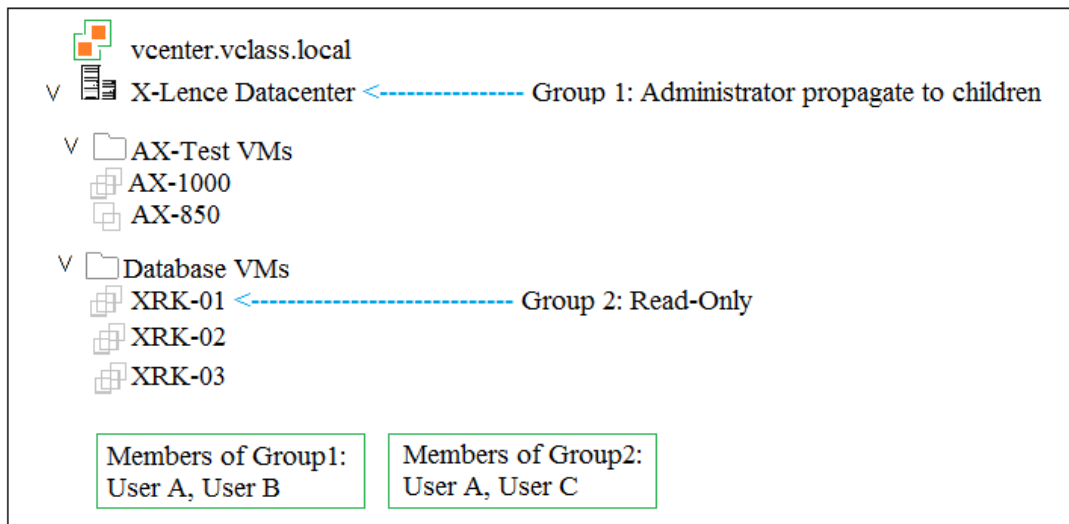 vcenter.vclass.local
X-Lence Datacenter <---------------- Group 1: Administrator propagate to children
AX-Test VMs
AX-1000
AX-850
Database VMs
XRK-01 <----------------------------- Group 2: Read-Only
XRK-02
XRK-03
Members of Group1: Members of Group2:
User A, User B User A, User C